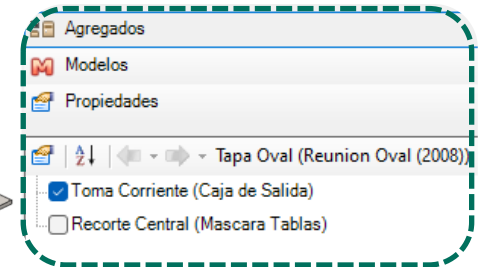 Agregados
Modelos
Propiedades
Tapa Oval (Reunion Oval (2008))
Toma Corriente (Caja de Salida)
Recorte Central (Mascara Tablas)